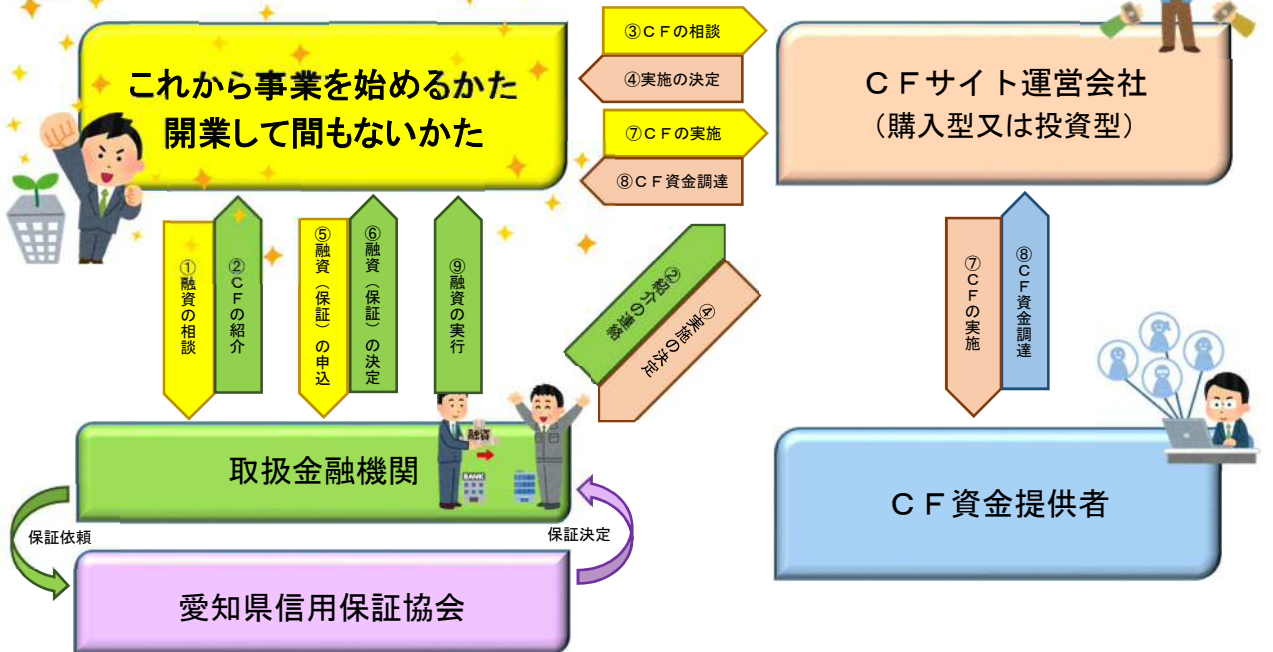 これから事業を始めるかた
開業して間もないかた
③ＣＦの相談
④実施の決定
⑦ＣＦの実施
⑧ＣＦ資金調達
ＣＦサイト運営会社
（購入型又は投資型）
①融資の相談
②ＣＦの紹介
⑤融資（保証）の申込
⑥融資（保証）の決定
⑨融資の実行
②紹介の連絡
④実施の決定
⑦ＣＦの実施
⑧ＣＦ資金調達
融資
BANK
取扱金融機関
ＣＦ資金提供者
保証依頼
保証決定
愛知県信用保証協会